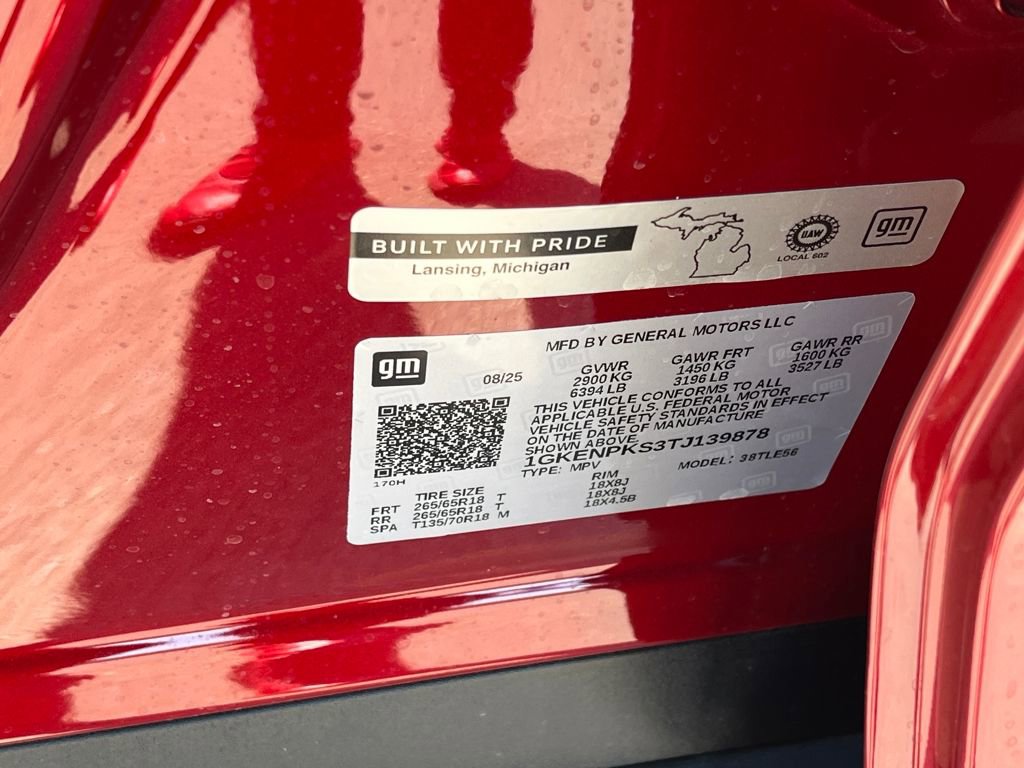 BUILT WITH PRIDE
Lansing, Michigan
UAW
LOCAL 602
gm
gm
MFD BY GENERAL MOTORS LLC
08/25
GVWR GAWR FRT GAWR RR
2900 KG 1450 KG 1600 KG
6394 LB 3196 LB 3527 LB
THIS VEHICLE CONFORMS TO ALL
APPLICABLE U.S. FEDERAL MOTOR
VEHICLE SAFETY STANDARDS IN EFFECT
ON THE DATE OF MANUFACTURE
SHOWN ABOVE.
1GKENPKS3TJ139878
TYPE: MPV MODEL: 38TLE56
170H
TIRE SIZE RIM
FRT 265/65R18 T 18X8J
RR 265/65R18 T 18X8J
SPA T135/70R18 M 18X4.5B